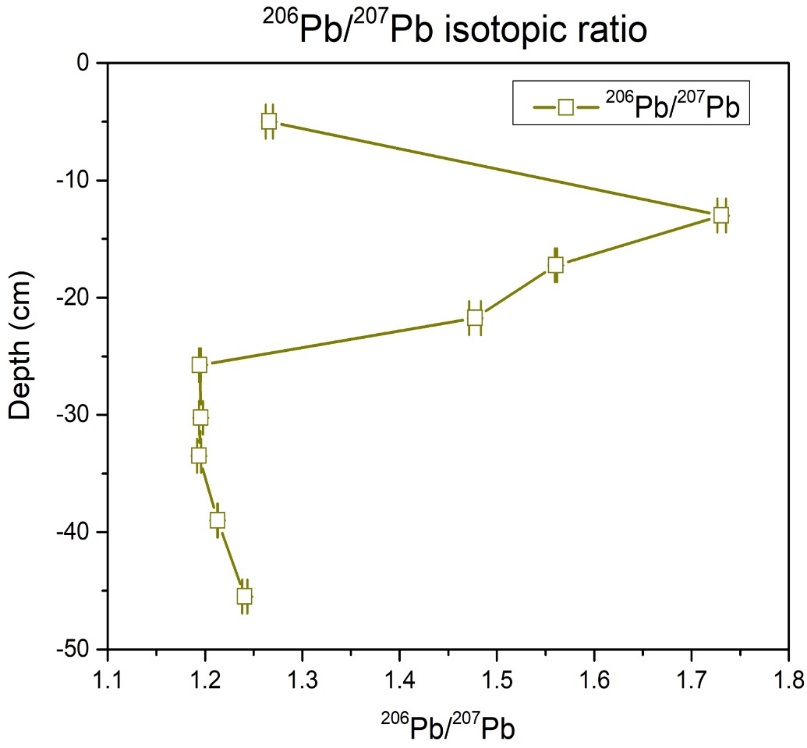 ²⁰⁶Pb/²⁰⁷Pb isotopic ratio
²⁰⁶Pb/²⁰⁷Pb
0
-10
-20
-30
-40
-50
Depth (cm)
1.1 1.2 1.3 1.4 1.5 1.6 1.7 1.8
²⁰⁶Pb/²⁰⁷Pb